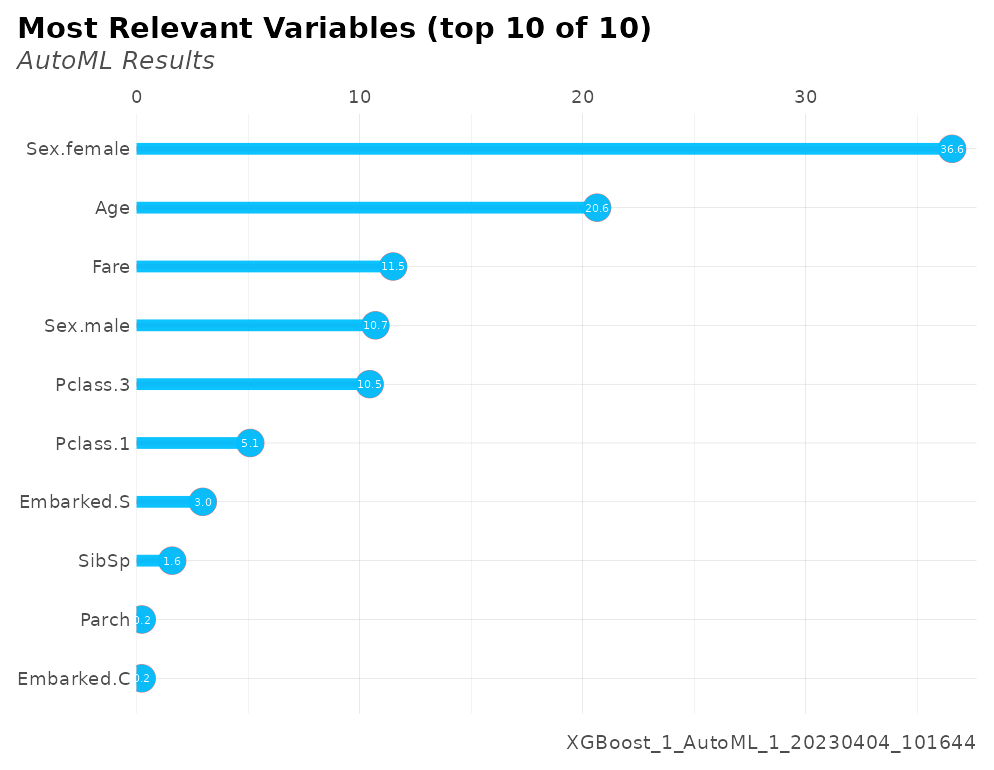 Most Relevant Variables (top 10 of 10)
AutoML Results
0 10 20 30
Sex.female 36.6
Age 20.6
Fare 11.5
Sex.male 10.7
Pclass.3 10.5
Pclass.1 5.1
Embarked.S 3.0
SibSp 1.6
Parch 0.2
Embarked.C 0.2
XGBoost_1_AutoML_1_20230404_101644